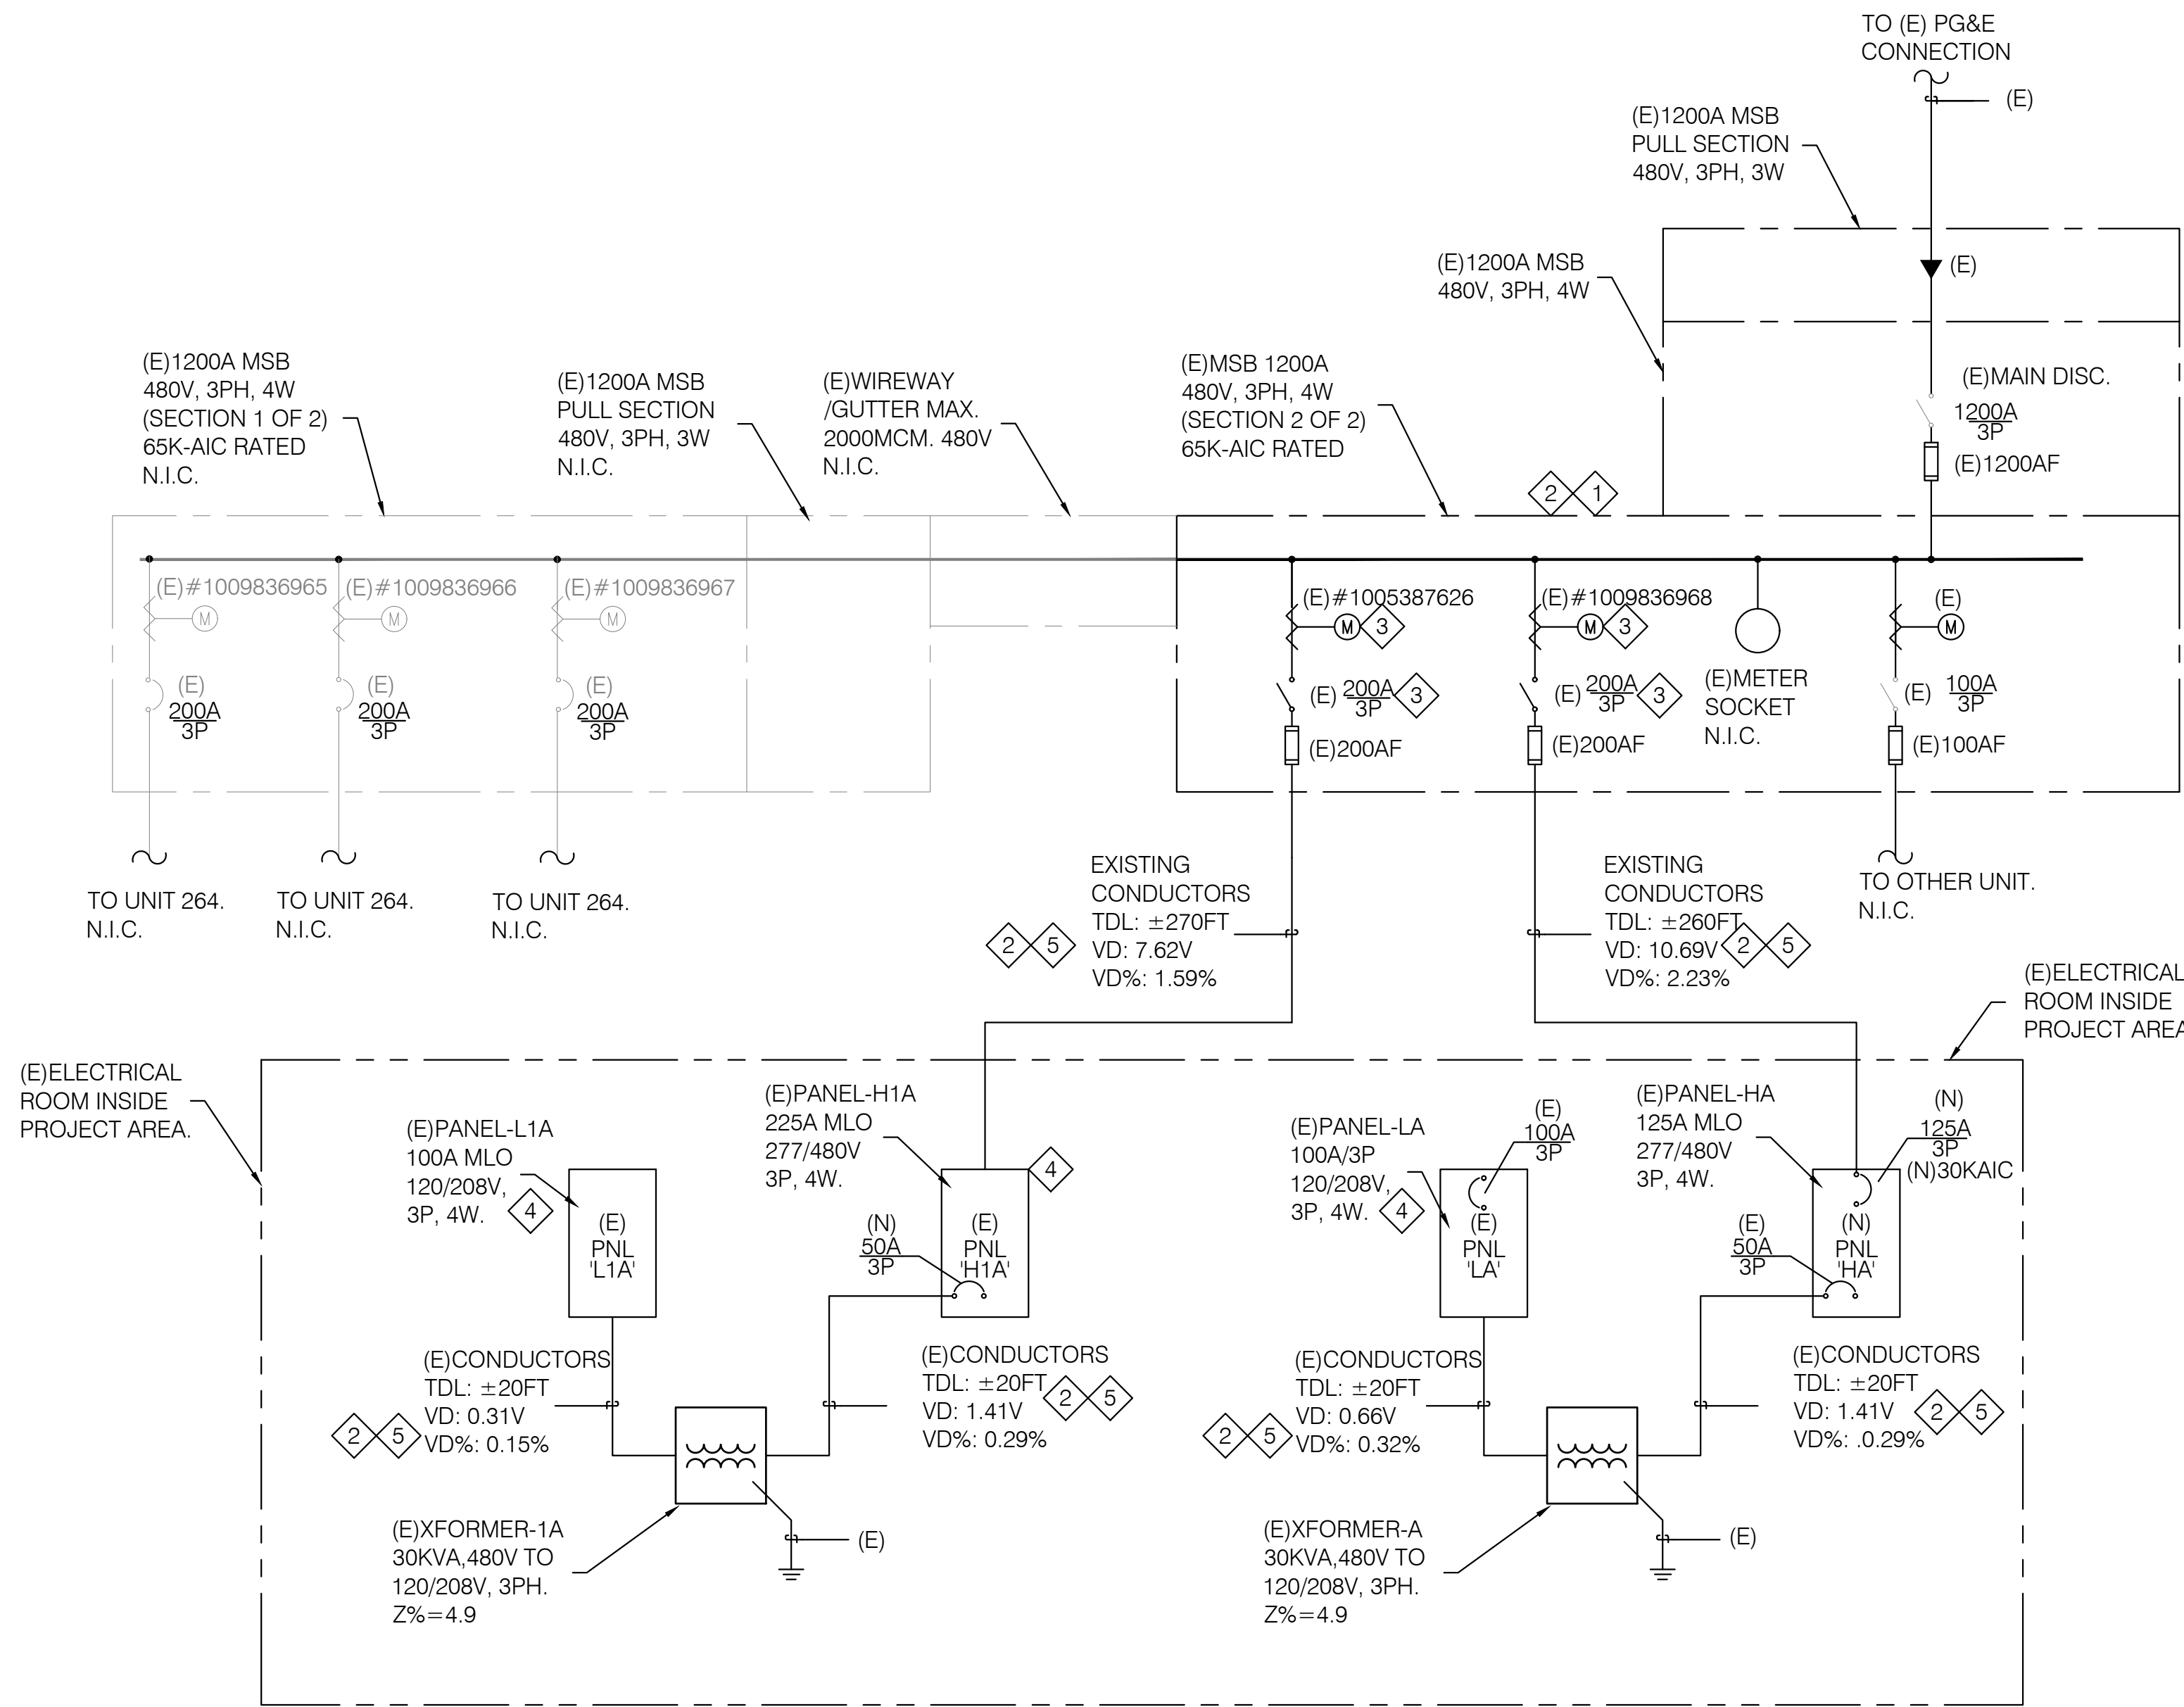 TO (E) PG&E
CONNECTION
(E)
(E)1200A MSB
PULL SECTION
480V, 3PH, 3W
(E)1200A MSB
480V, 3PH, 4W
(E)
(E)MAIN DISC.
1200A
3P
(E)1200AF
(E)1200A MSB
480V, 3PH, 4W
(SECTION 1 OF 2)
65K-AIC RATED
N.I.C.
(E)1200A MSB
PULL SECTION
480V, 3PH, 3W
N.I.C.
(E)WIREWAY
/GUTTER MAX.
2000MCM. 480V
N.I.C.
(E)MSB 1200A
480V, 3PH, 4W
(SECTION 2 OF 2)
65K-AIC RATED
2 1
(E)#1009836965
M
(E)
200A
3P
(E)#1009836966
M
(E)
200A
3P
(E)#1009836967
M
(E)
200A
3P
(E)#1005387626
M 3
(E) 200A
3P
3
(E)200AF
(E)#1009836968
M 3
(E) 200A
3P
3
(E)200AF
(E)METER
SOCKET
N.I.C.
(E)
M
(E) 100A
3P
(E)100AF
TO UNIT 264.
N.I.C.
TO UNIT 264.
N.I.C.
TO UNIT 264.
N.I.C.
EXISTING
CONDUCTORS
TDL: ±270FT
VD: 7.62V
VD%: 1.59%
2 5
EXISTING
CONDUCTORS
TDL: ±260FT
VD: 10.69V
VD%: 2.23%
2 5
TO OTHER UNIT.
N.I.C.
(E)ELECTRICAL
ROOM INSIDE
PROJECT AREA
(E)ELECTRICAL
ROOM INSIDE
PROJECT AREA.
(E)PANEL-L1A
100A MLO
120/208V,
3P, 4W.
4
(E)
PNL
'L1A'
(E)PANEL-H1A
225A MLO
277/480V
3P, 4W.
4
(N)
50A
3P
(E)
PNL
'H1A'
(E)PANEL-LA
100A/3P
120/208V,
3P, 4W.
4
(E)
100A
3P
(E)
PNL
'LA'
(E)PANEL-HA
125A MLO
277/480V
3P, 4W.
(N)
125A
3P
(N)30KAIC
(E)
50A
3P
(N)
PNL
'HA'
(E)CONDUCTORS
TDL: ±20FT
VD: 0.31V
VD%: 0.15%
2 5
(E)CONDUCTORS
TDL: ±20FT
VD: 1.41V
VD%: 0.29%
2 5
(E)CONDUCTORS
TDL: ±20FT
VD: 0.66V
VD%: 0.32%
2 5
(E)CONDUCTORS
TDL: ±20FT
VD: 1.41V
VD%: .0.29%
2 5
(E)XFORMER-1A
30KVA,480V TO
120/208V, 3PH.
Z%=4.9
(E)
(E)XFORMER-A
30KVA,480V TO
120/208V, 3PH.
Z%=4.9
(E)